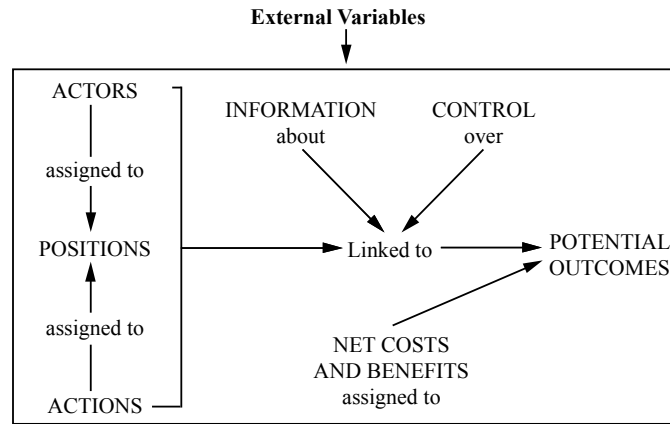 External Variables
ACTORS
assigned to
POSITIONS
assigned to
ACTIONS
INFORMATION
about
CONTROL
over
Linked to
POTENTIAL
OUTCOMES
NET COSTS
AND BENEFITS
assigned to